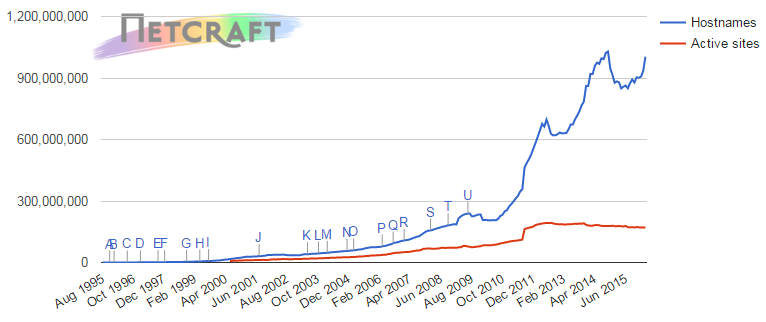 NETCRAFT
Hostnames
Active sites
1,200,000,000
900,000,000
600,000,000
300,000,000
0
A B C D E F G H I J K L M N O P Q R S T U
Aug 1995 Oct 1996 Dec 1997 Feb 1999 Apr 2000 Jun 2001 Aug 2002 Oct 2003 Dec 2004 Feb 2006 Apr 2007 Jun 2008 Aug 2009 Oct 2010 Dec 2011 Feb 2013 Apr 2014 Jun 2015